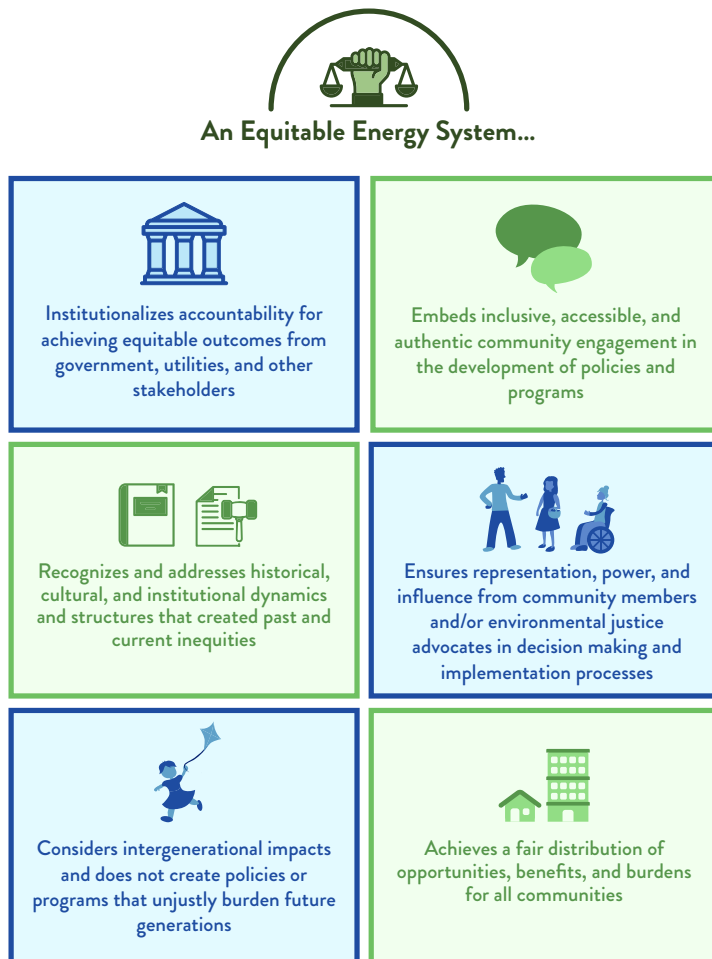 An Equitable Energy System...
Institutionalizes accountability for
achieving equitable outcomes from
government, utilities, and other
stakeholders
Embeds inclusive, accessible, and
authentic community engagement in
the development of policies and
programs
Recognizes and addresses historical,
cultural, and institutional dynamics
and structures that created past and
current inequities
Ensures representation, power, and
influence from community members
and/or environmental justice
advocates in decision making and
implementation processes
Considers intergenerational impacts
and does not create policies or
programs that unjustly burden future
generations
Achieves a fair distribution of
opportunities, benefits, and burdens
for all communities